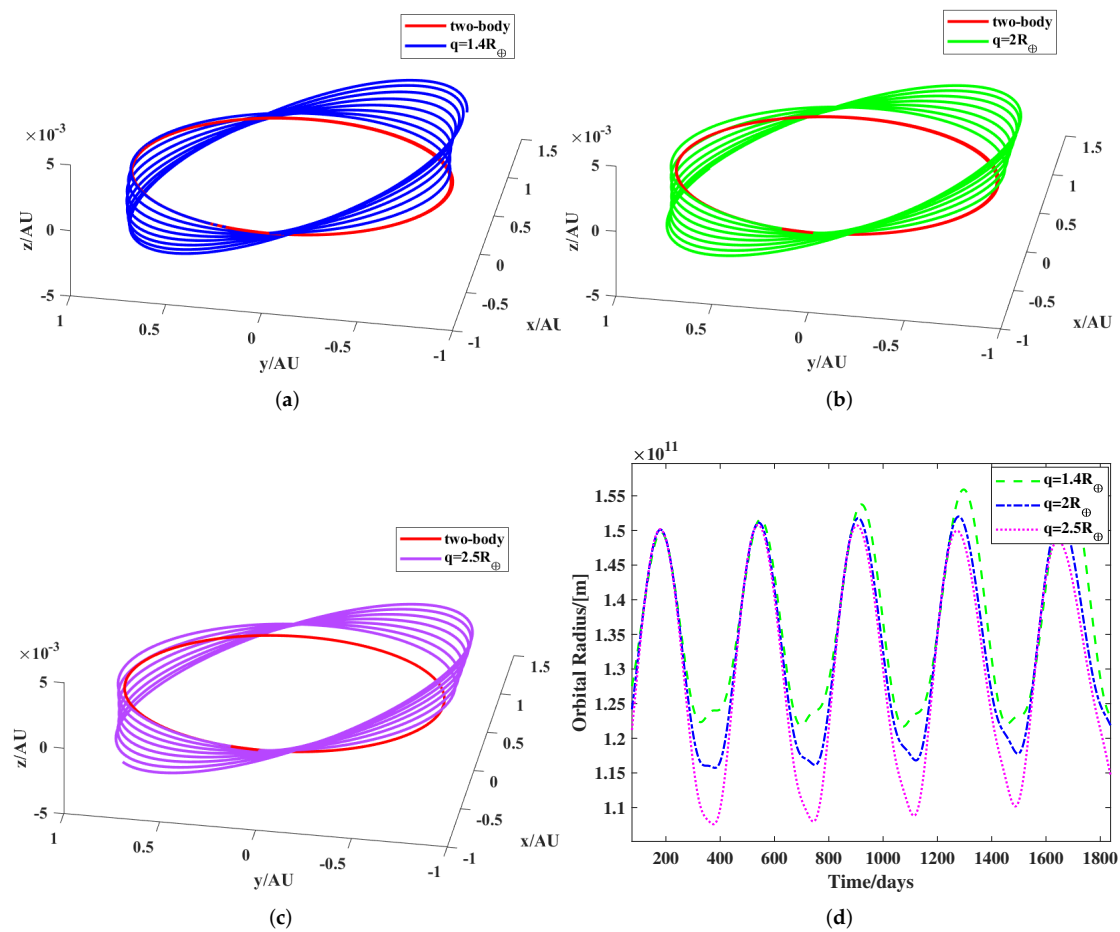 two-body
q=1.4R⊕
×10⁻³
5
0
-5
z/AU
1
0.5
0
-0.5
-1
y/AU
1.5
1
0.5
0
-0.5
-1
x/AU
(a)
two-body
q=2R⊕
×10⁻³
5
0
-5
z/AU
1
0.5
0
-0.5
-1
y/AU
1.5
1
0.5
0
-0.5
-1
x/AU
(b)
two-body
q=2.5R⊕
×10⁻³
5
0
-5
z/AU
1
0.5
0
-0.5
-1
y/AU
1.5
1
0.5
0
-0.5
-1
x/AU
(c)
×10¹¹
q=1.4R⊕
q=2R⊕
q=2.5R⊕
1.55
1.5
1.45
1.4
1.35
1.3
1.25
1.2
1.15
1.1
Orbital Radius/[m]
200 400 600 800 1000 1200 1400 1600 1800
Time/days
(d)